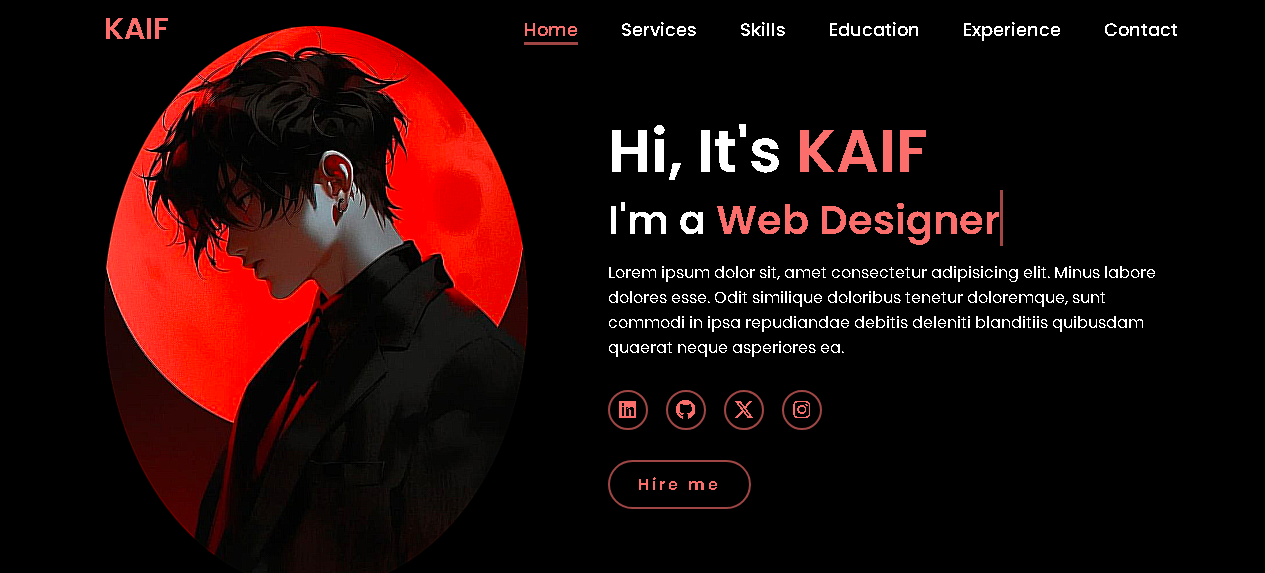 KAIF
Home Services Skills Education Experience Contact
Hi, It's KAIF
I'm a Web Designer
Lorem ipsum dolor sit, amet consectetur adipisicing elit. Minus labore
dolores esse. Odit similique doloribus tenetur doloremque, sunt
commodi in ipsa repudiandae debitis deleniti blanditiis quibusdam
quaerat neque asperiores ea.
Hire me